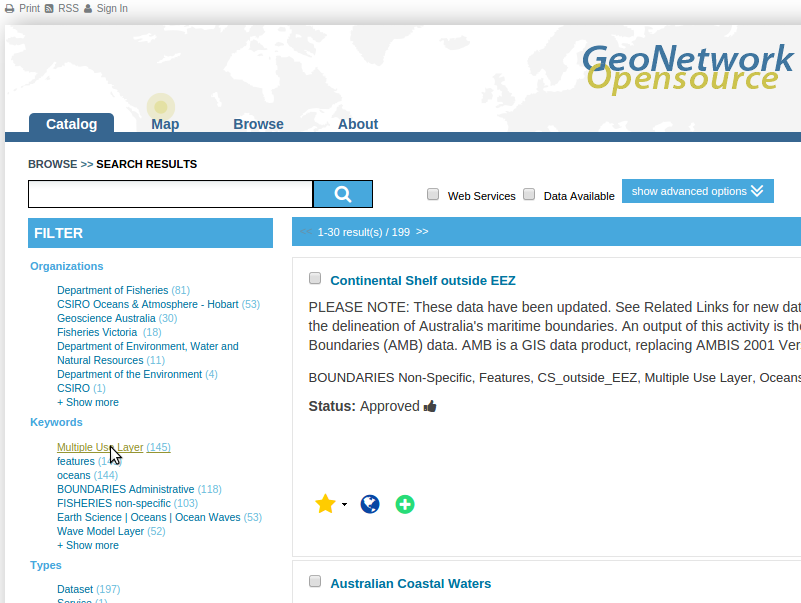 Print RSS Sign In
GeoNetwork
Opensource
Catalog Map Browse About
BROWSE >> SEARCH RESULTS
Web Services Data Available show advanced options
FILTER
<< 1-30 result(s) / 199 >>
Organizations
Department of Fisheries (81)
CSIRO Oceans & Atmosphere - Hobart (53)
Geoscience Australia (30)
Fisheries Victoria (18)
Department of Environment, Water and
Natural Resources (11)
Department of the Environment (4)
CSIRO (1)
+ Show more
Keywords
Multiple Use Layer (145)
features
oceans (144)
BOUNDARIES Administrative (118)
FISHERIES non-specific (103)
Earth Science | Oceans | Ocean Waves (53)
Wave Model Layer (52)
+ Show more
Types
Dataset (197)
Service (1)
Continental Shelf outside EEZ
PLEASE NOTE: These data have been updated. See Related Links for new dat
the delineation of Australia's maritime boundaries. An output of this activity is the
Boundaries (AMB) data. AMB is a GIS data product, replacing AMBIS 2001 Ver
BOUNDARIES Non-Specific, Features, CS_outside_EEZ, Multiple Use Layer, Oceans
Status: Approved
Australian Coastal Waters